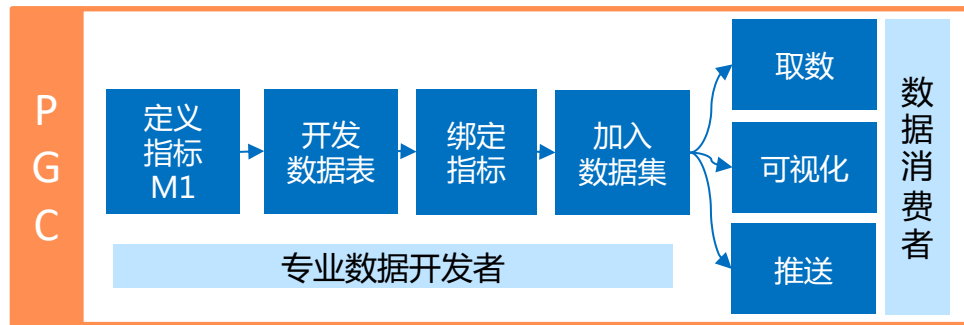 PGC
定义
指标
M1
开发
数据表
绑定
指标
加入
数据集
取数
可视化
推送
数据消费者
专业数据开发者